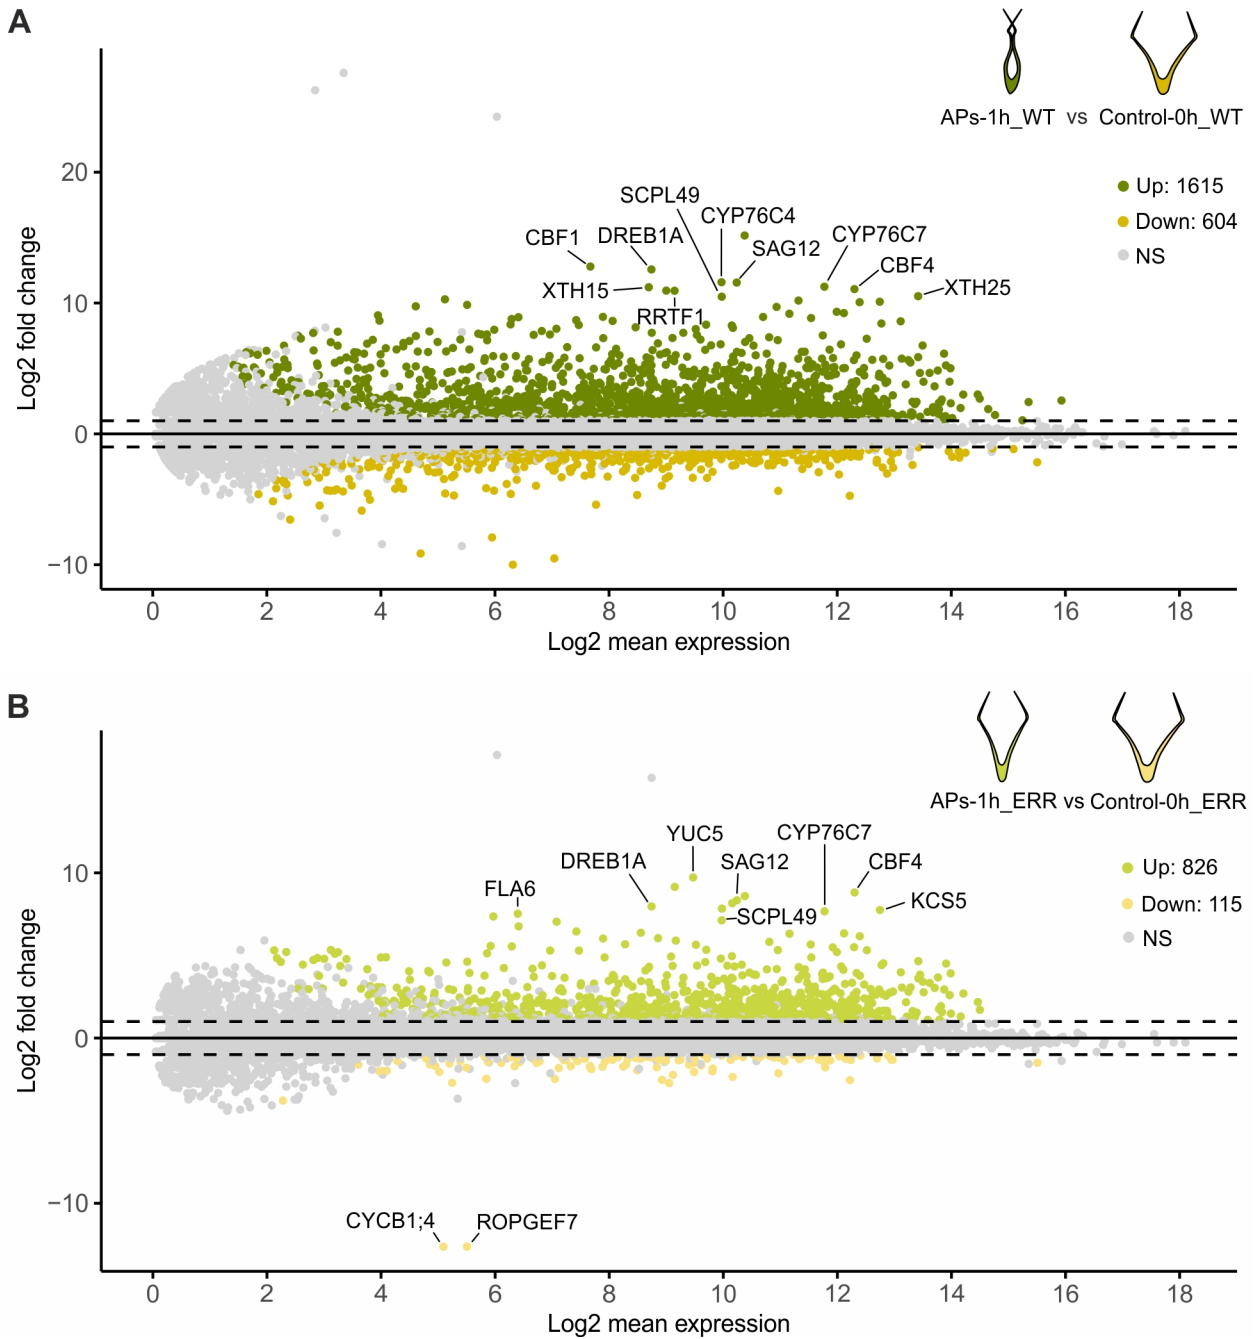 A
APs-1h_WT vs Control-0h_WT
Up: 1615
Down: 604
NS
SCPL49
CYP76C4
CBF1
DREB1A
SAG12
CYP76C7
CBF4
XTH15
RRTF1
XTH25
Log2 fold change
20
10
0
−10
0 2 4 6 8 10 12 14 16 18
Log2 mean expression
B
APs-1h_ERR vs Control-0h_ERR
Up: 826
Down: 115
NS
YUC5
CYP76C7
DREB1A
SAG12
CBF4
FLA6
SCPL49
KCS5
CYCB1;4
ROPGEF7
Log2 fold change
10
0
−10
0 2 4 6 8 10 12 14 16 18
Log2 mean expression